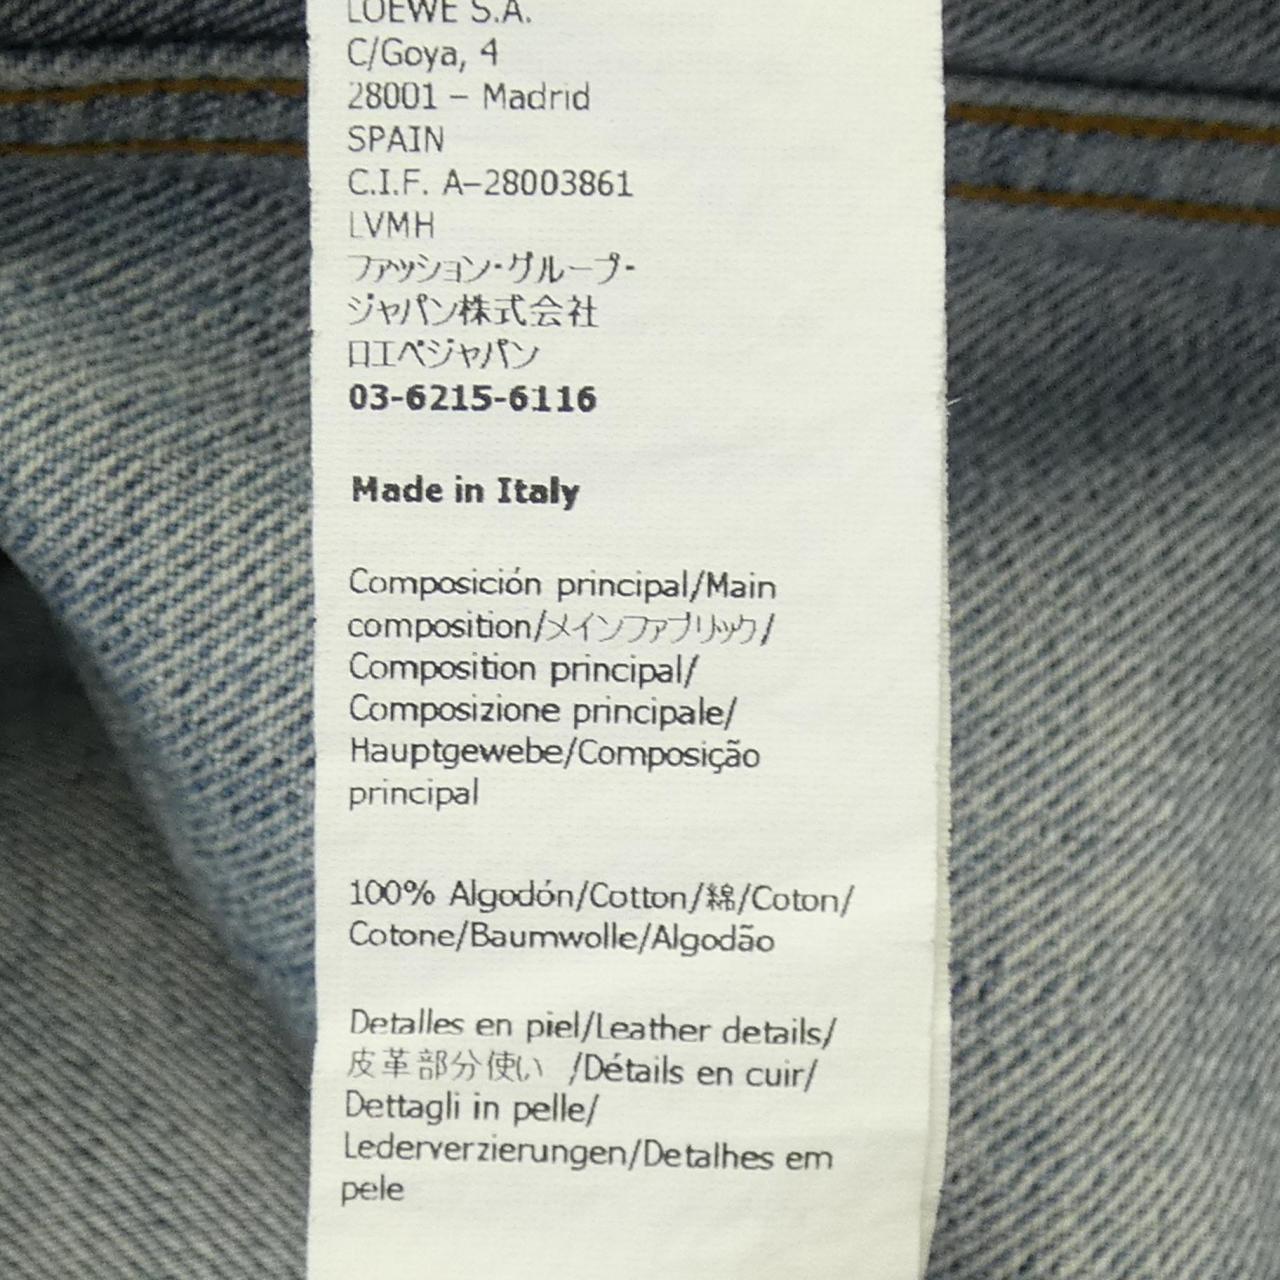 LOEWE S.A.
C/Goya, 4
28001 – Madrid
SPAIN
C.I.F. A–28003861
LVMH
ファッション・グループ・
ジャパン株式会社
ロエベジャパン
03-6215-6116
Made in Italy
Composición principal/Main
composition/メインファブリック/
Composition principal/
Composizione principale/
Hauptgewebe/Composição
principal
100% Algodón/Cotton/綿/Coton/
Cotone/Baumwolle/Algodão
Detalles en piel/Leather details/
皮革部分使い /Détails en cuir/
Dettagli in pelle/
Lederverzierungen/Detalhes em
pele